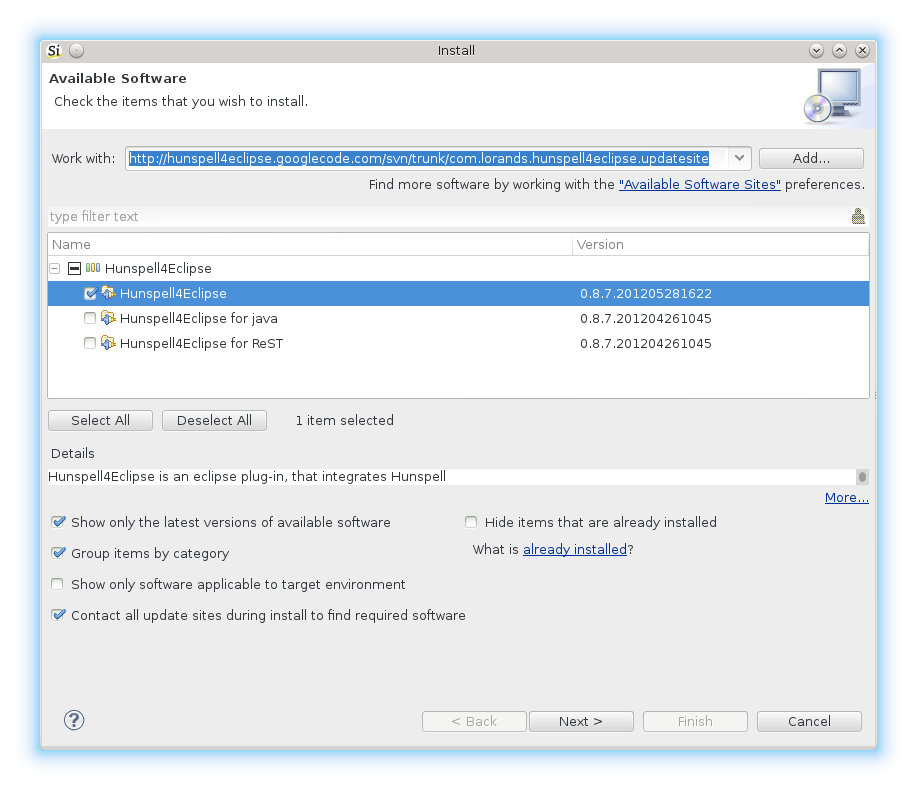 Si Install
Available Software
Check the items that you wish to install.
Work with: http://hunspell4eclipse.googlecode.com/svn/trunk/com.lorands.hunspell4eclipse.updatesite Add...
Find more software by working with the "Available Software Sites" preferences.
type filter text
Name Version
Hunspell4Eclipse
Hunspell4Eclipse 0.8.7.201205281622
Hunspell4Eclipse for java 0.8.7.201204261045
Hunspell4Eclipse for ReST 0.8.7.201204261045
Select All Deselect All 1 item selected
Details
Hunspell4Eclipse is an eclipse plug-in, that integrates Hunspell
More...
Show only the latest versions of available software Hide items that are already installed
Group items by category What is already installed?
Show only software applicable to target environment
Contact all update sites during install to find required software
? < Back Next > Finish Cancel